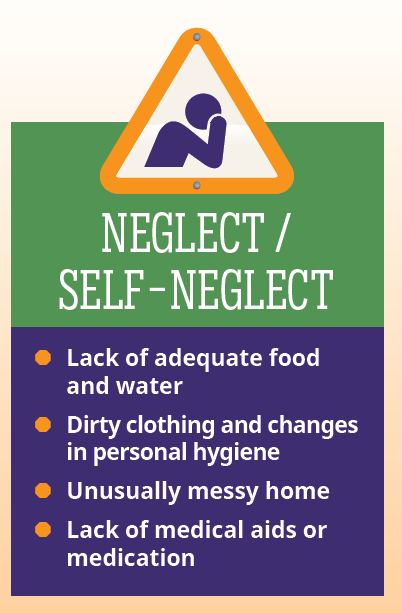 NEGLECT /
SELF-NEGLECT
Lack of adequate food
and water
Dirty clothing and changes
in personal hygiene
Unusually messy home
Lack of medical aids or
medication